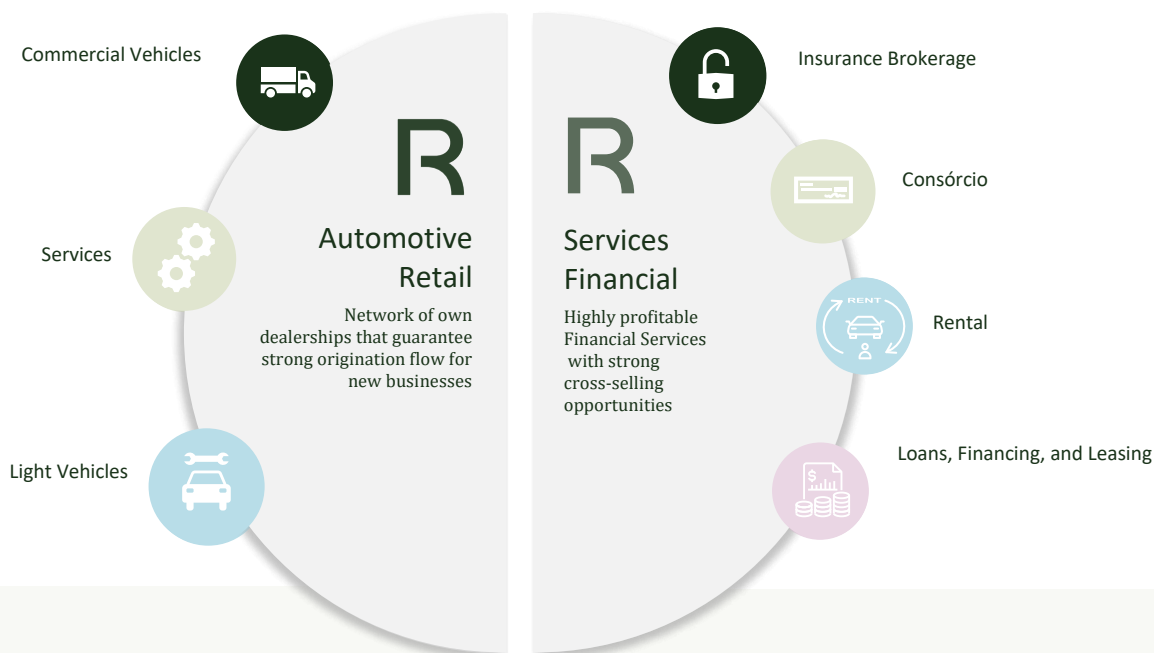 Commercial Vehicles
Services
Light Vehicles
R
Automotive
Retail
Network of own
dealerships that guarantee
strong origination flow for
new businesses
R
Services
Financial
Highly profitable
Financial Services
with strong
cross-selling
opportunities
Insurance Brokerage
Consórcio
RENT
Rental
$
Loans, Financing, and Leasing